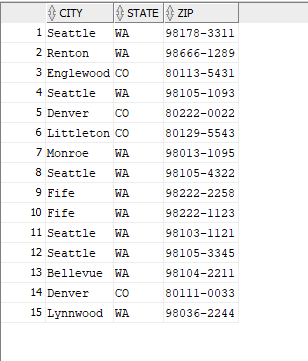 CITY STATE ZIP
1 Seattle WA 98178-3311
2 Renton WA 98666-1289
3 Englewood CO 80113-5431
4 Seattle WA 98105-1093
5 Denver CO 80222-0022
6 Littleton CO 80129-5543
7 Monroe WA 98013-1095
8 Seattle WA 98105-4322
9 Fife WA 98222-2258
10 Fife WA 98222-1123
11 Seattle WA 98103-1121
12 Seattle WA 98105-3345
13 Bellevue WA 98104-2211
14 Denver CO 80111-0033
15 Lynnwood WA 98036-2244